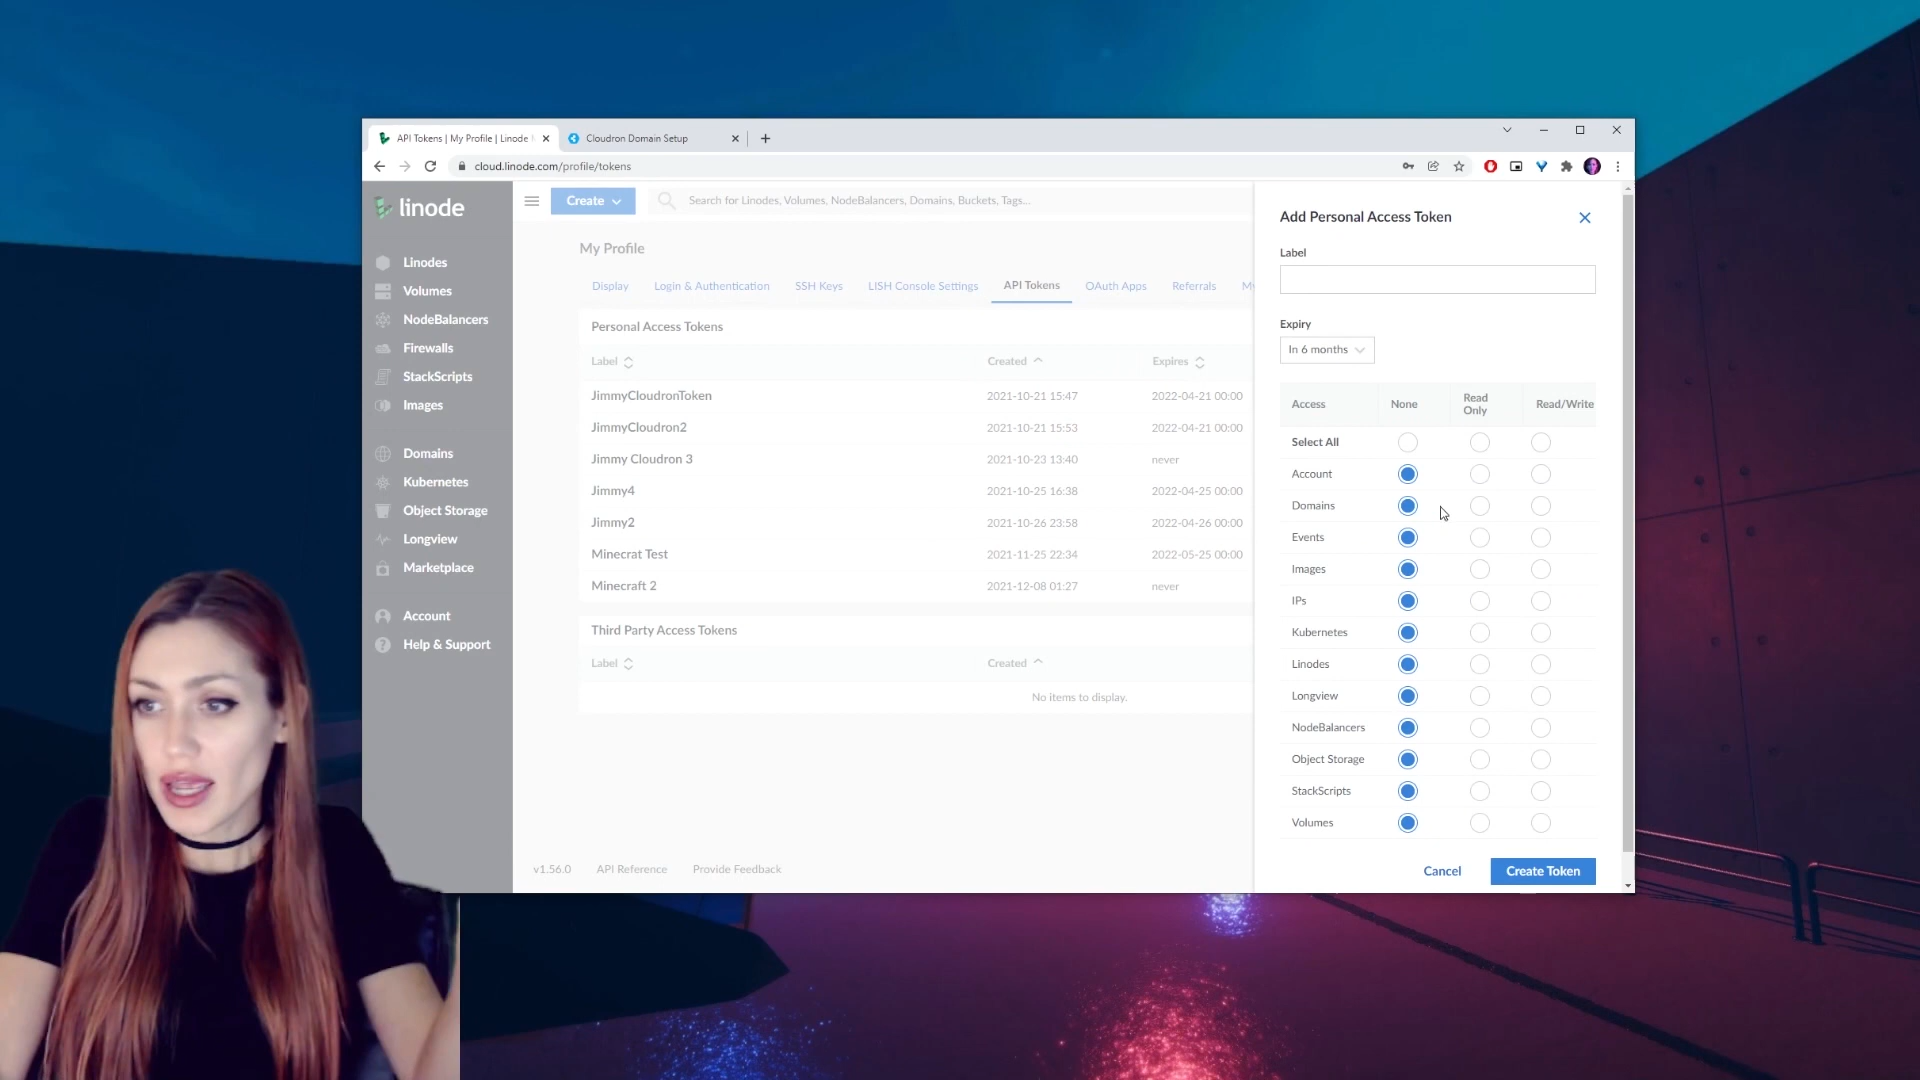 API Tokens | My Profile | Linode
Cloudron Domain Setup
cloud.linode.com/profile/tokens
linode
Create
Search for Linodes, Volumes, NodeBalancers, Domains, Buckets, Tags...
Linodes
Volumes
NodeBalancers
Firewalls
StackScripts
Images
Domains
Kubernetes
Object Storage
Longview
Marketplace
Account
Help & Support
My Profile
Display Login & Authentication SSH Keys LISH Console Settings API Tokens OAuth Apps Referrals My
Personal Access Tokens
Label Created Expires
JimmyCloudronToken 2021-10-21 15:47 2022-04-21 00:00
JimmyCloudron2 2021-10-21 15:53 2022-04-21 00:00
Jimmy Cloudron 3 2021-10-23 13:40 never
Jimmy4 2021-10-25 16:38 2022-04-25 00:00
Jimmy2 2021-10-26 23:58 2022-04-26 00:00
Minecrat Test 2021-11-25 22:34 2022-05-25 00:00
Minecraft 2 2021-12-08 01:27 never
Third Party Access Tokens
Label Created
No items to display.
v1.56.0 API Reference Provide Feedback
Add Personal Access Token
Label
Expiry
In 6 months
Access None Read Only Read/Write
Select All
Account
Domains
Events
Images
IPs
Kubernetes
Linodes
Longview
NodeBalancers
Object Storage
StackScripts
Volumes
Cancel Create Token